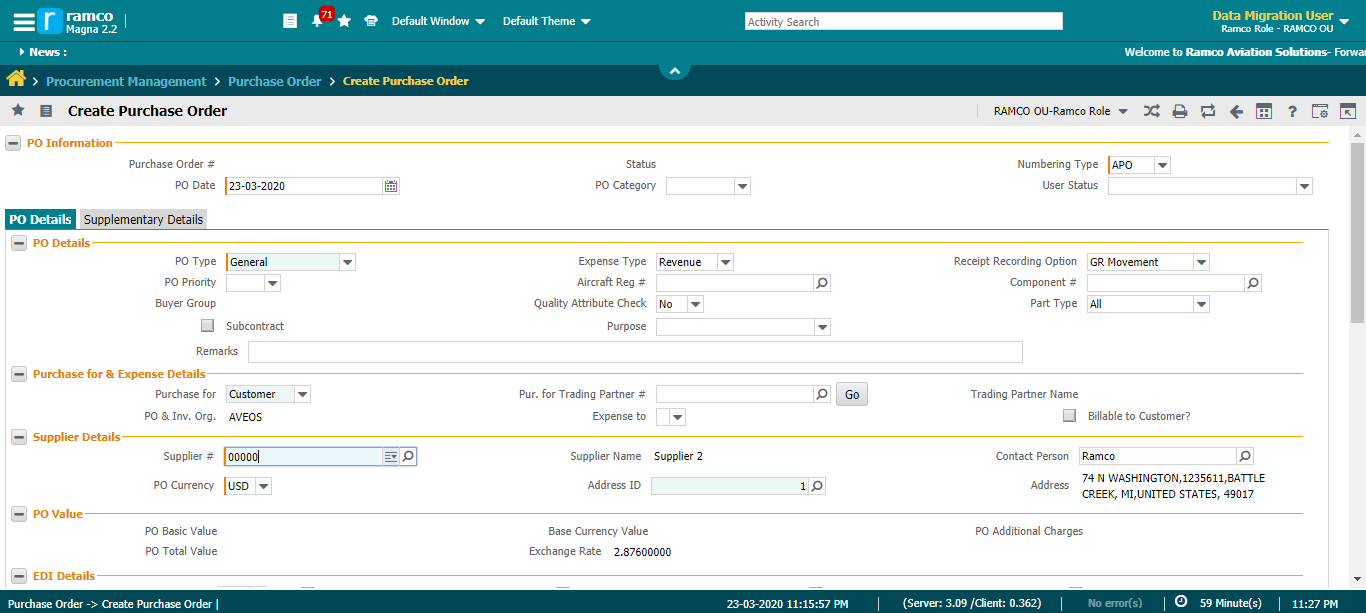 ramco
Magna 2.2
71
Default Window
Default Theme
Activity Search
Data Migration User
Ramco Role - RAMCO OU
News :
Welcome to Ramco Aviation Solutions- Forwar
Procurement Management > Purchase Order > Create Purchase Order
Create Purchase Order
RAMCO OU-Ramco Role
PO Information
Purchase Order # Status Numbering Type APO
PO Date 23-03-2020 PO Category User Status
PO Details Supplementary Details
PO Details
PO Type General Expense Type Revenue Receipt Recording Option GR Movement
PO Priority Aircraft Reg # Component #
Buyer Group Quality Attribute Check No Part Type All
Subcontract Purpose
Remarks
Purchase for & Expense Details
Purchase for Customer Pur. for Trading Partner # Go Trading Partner Name
PO & Inv. Org. AVEOS Expense to Billable to Customer?
Supplier Details
Supplier # 00000 Supplier Name Supplier 2 Contact Person Ramco
PO Currency USD Address ID 1 Address 74 N WASHINGTON,1235611,BATTLE
CREEK, MI,UNITED STATES, 49017
PO Value
PO Basic Value Base Currency Value PO Additional Charges
PO Total Value Exchange Rate 2.87600000
EDI Details
Purchase Order -> Create Purchase Order | 23-03-2020 11:15:57 PM (Server: 3.09 /Client: 0.362) No error(s) 59 Minute(s) 11:27 PM